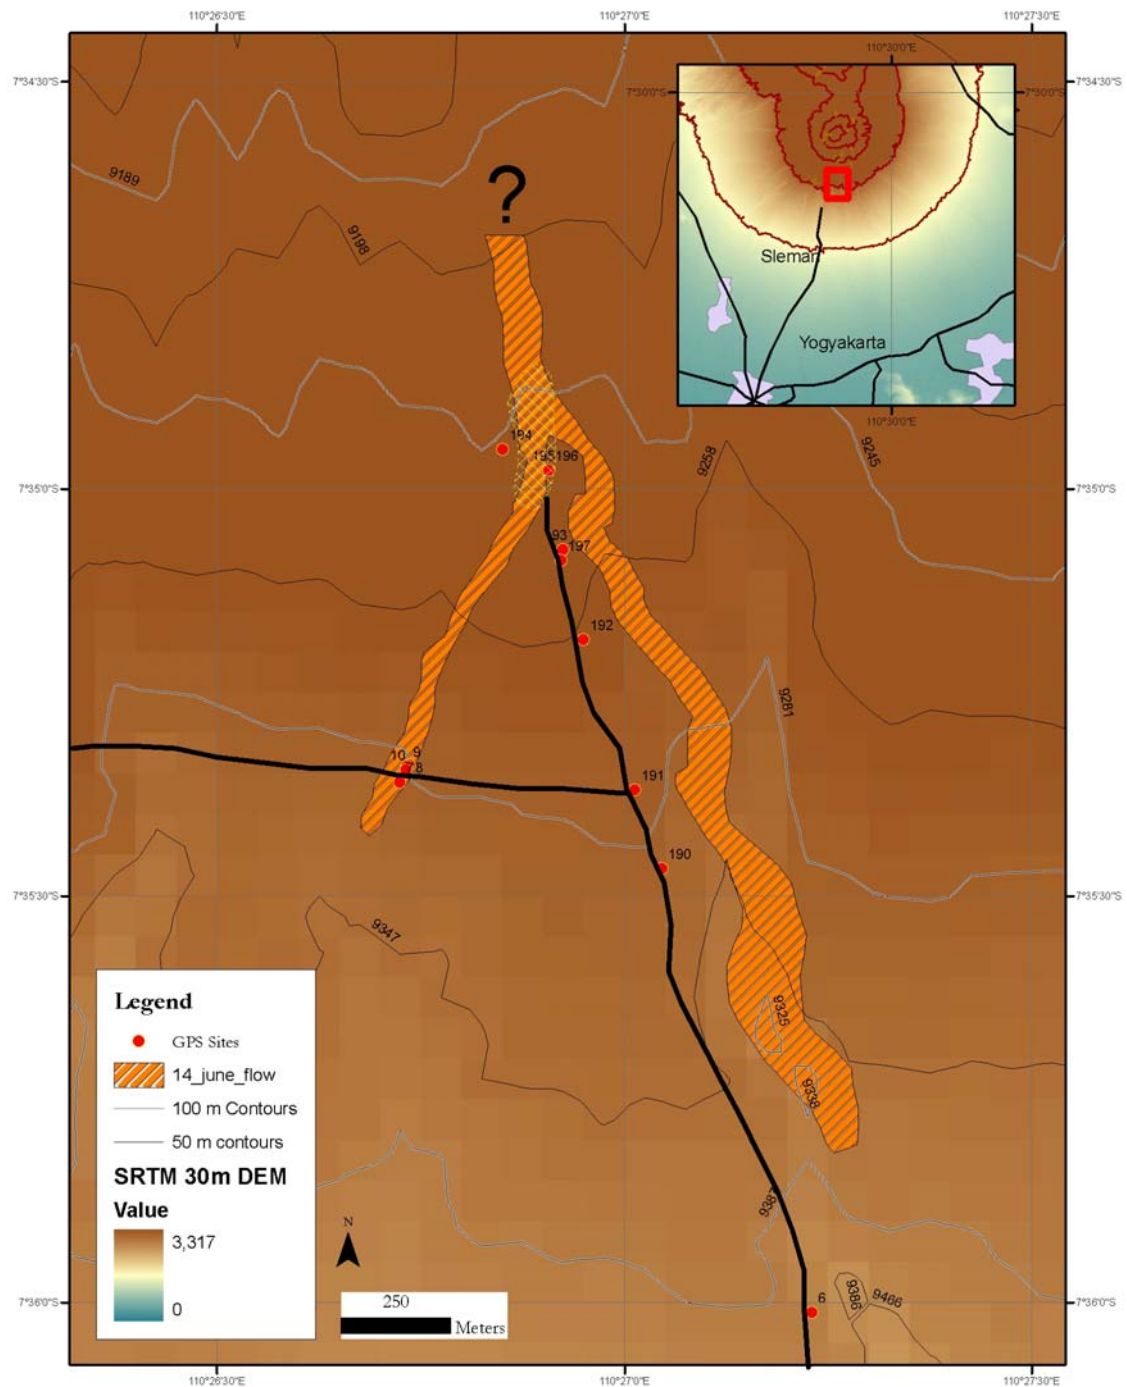 110°26'30"E
110°27'0"E
110°27'30"E
7°34'30"S
7°34'30"S
110°30'0"E
7°30'0"S
7°30'0"S
Sleman
Yogyakarta
110°30'0"E
9189
?
9198
194
195196
9258
9245
7°35'0"S
7°35'0"S
93
197
192
9281
10 9
78
191
190
7°35'30"S
7°35'30"S
9347
9325
9338
9387
9386
9466
6
Legend
GPS Sites
14_june_flow
100 m Contours
50 m contours
SRTM 30m DEM
Value
3,317
0
N
250
Meters
7°36'0"S
7°36'0"S
110°26'30"E
110°27'0"E
110°27'30"E